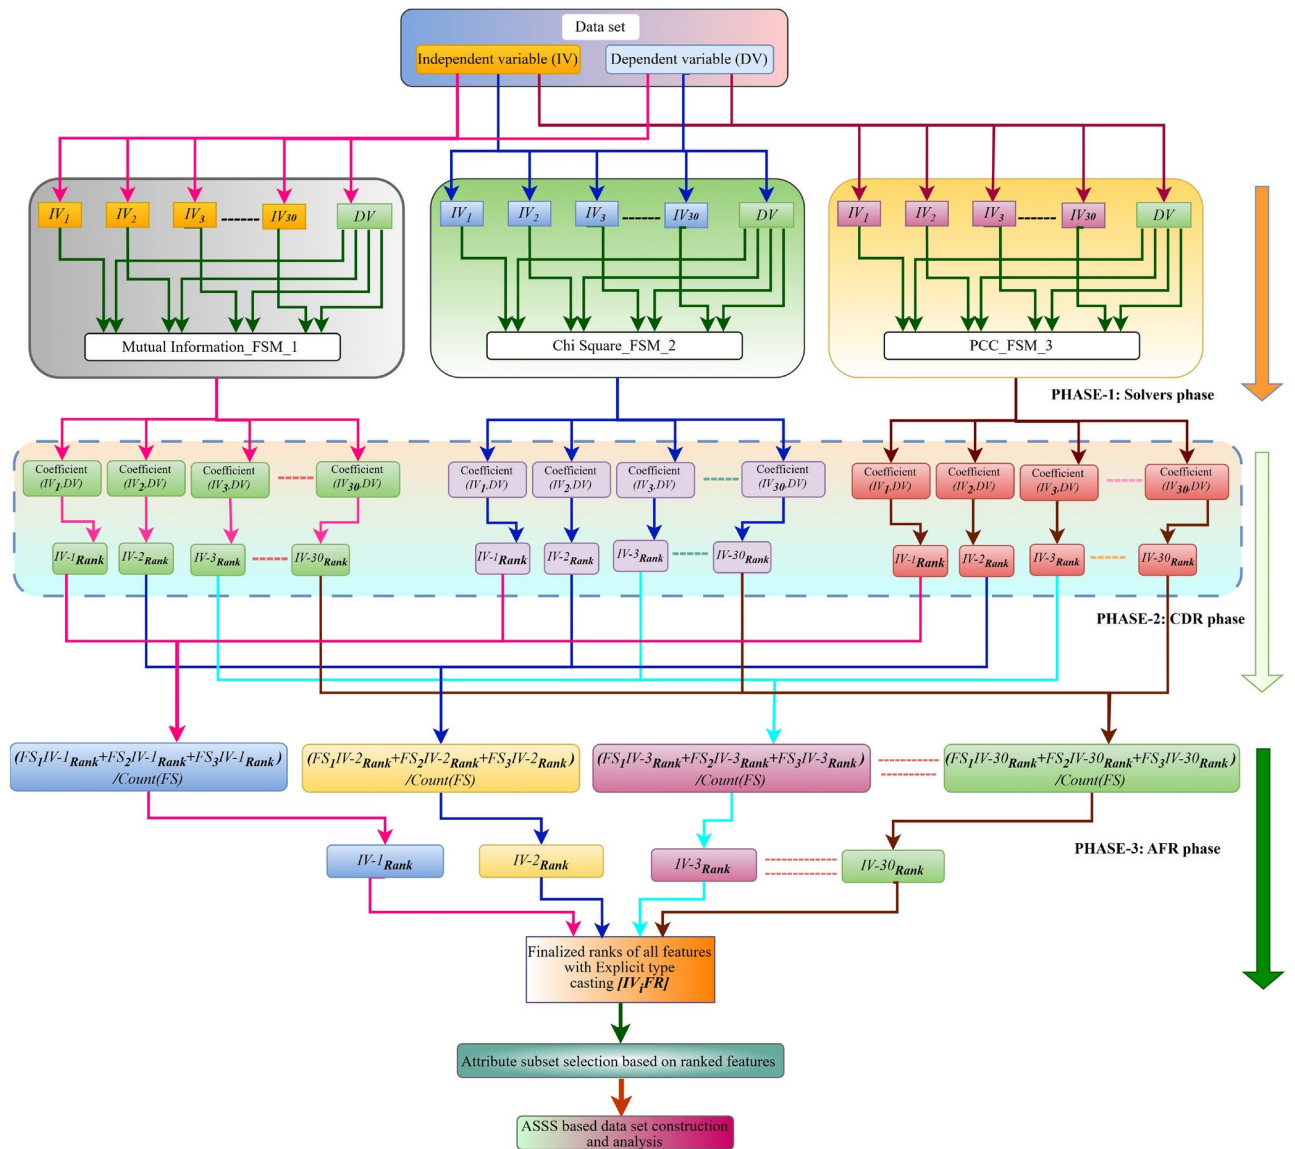 Data set
Independent variable (IV)
Dependent variable (DV)
IV1
IV2
IV3
IV30
DV
IV1
IV2
IV3
IV30
DV
IV1
IV2
IV3
IV30
DV
Mutual Information_FSM_1
Chi Square_FSM_2
PCC_FSM_3
PHASE-1: Solvers phase
Coefficient
(IV1,DV)
Coefficient
(IV2,DV)
Coefficient
(IV3,DV)
Coefficient
(IV30,DV)
Coefficient
(IV1,DV)
Coefficient
(IV2,DV)
Coefficient
(IV3,DV)
Coefficient
(IV30,DV)
Coefficient
(IV1,DV)
Coefficient
(IV2,DV)
Coefficient
(IV3,DV)
Coefficient
(IV30,DV)
IV-1Rank
IV-2Rank
IV-3Rank
IV-30Rank
IV-1Rank
IV-2Rank
IV-3Rank
IV-30Rank
IV-1Rank
IV-2Rank
IV-3Rank
IV-30Rank
PHASE-2: CDR phase
(FS1IV-1Rank+FS2IV-1Rank+FS3IV-1Rank)
/Count(FS)
(FS1IV-2Rank+FS2IV-2Rank+FS3IV-2Rank)
/Count(FS)
(FS1IV-3Rank+FS2IV-3Rank+FS3IV-3Rank)
/Count(FS)
(FS1IV-30Rank+FS2IV-30Rank+FS3IV-30Rank)
/Count(FS)
IV-1Rank
IV-2Rank
IV-3Rank
IV-30Rank
PHASE-3: AFR phase
Finalized ranks of all features
with Explicit type
casting [IViFR]
Attribute subset selection based on ranked features
ASSS based data set construction
and analysis